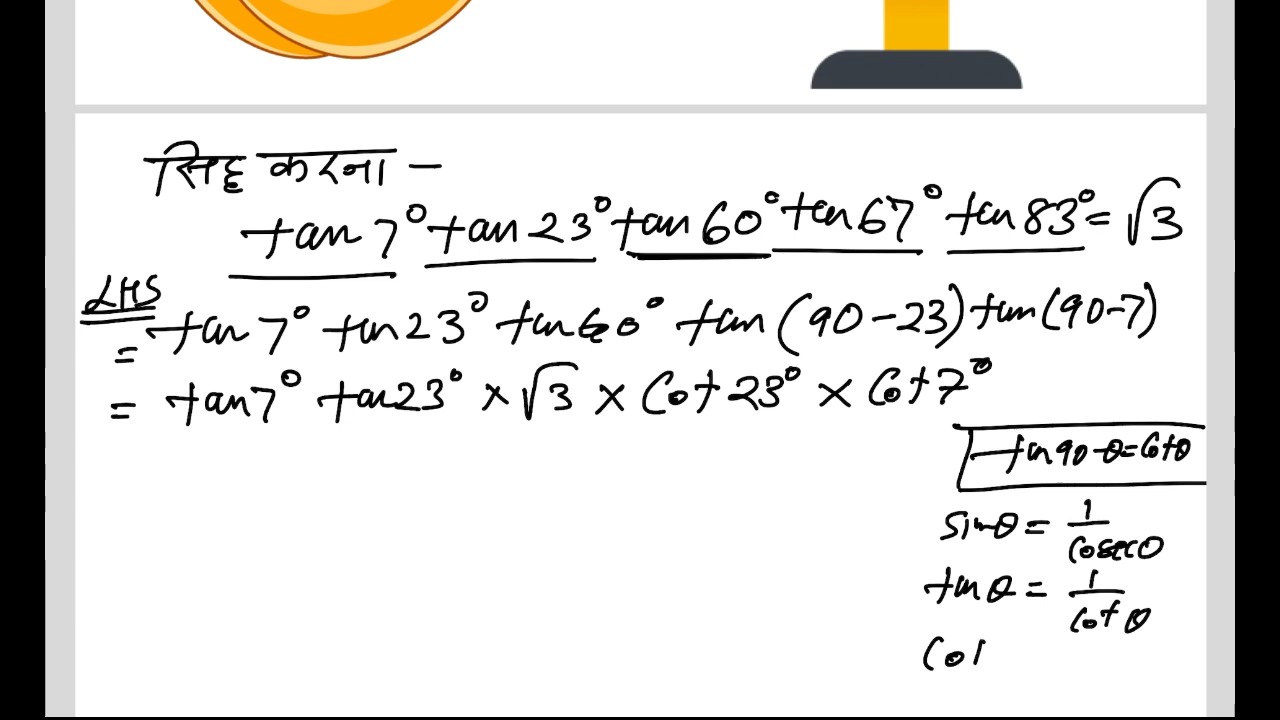 सिद्ध करना -
tan 7° tan 23° tan 60° tan 67° tan 83° = √3
LHS
= tan 7° tan 23° tan 60° tan (90-23) tan (90-7)
= tan 7° tan 23° × √3 × Cot 23° × Cot 7°
tan 90-θ = Cot θ
sin θ = 1/Cosec θ
tan θ = 1/Cot θ
Cot